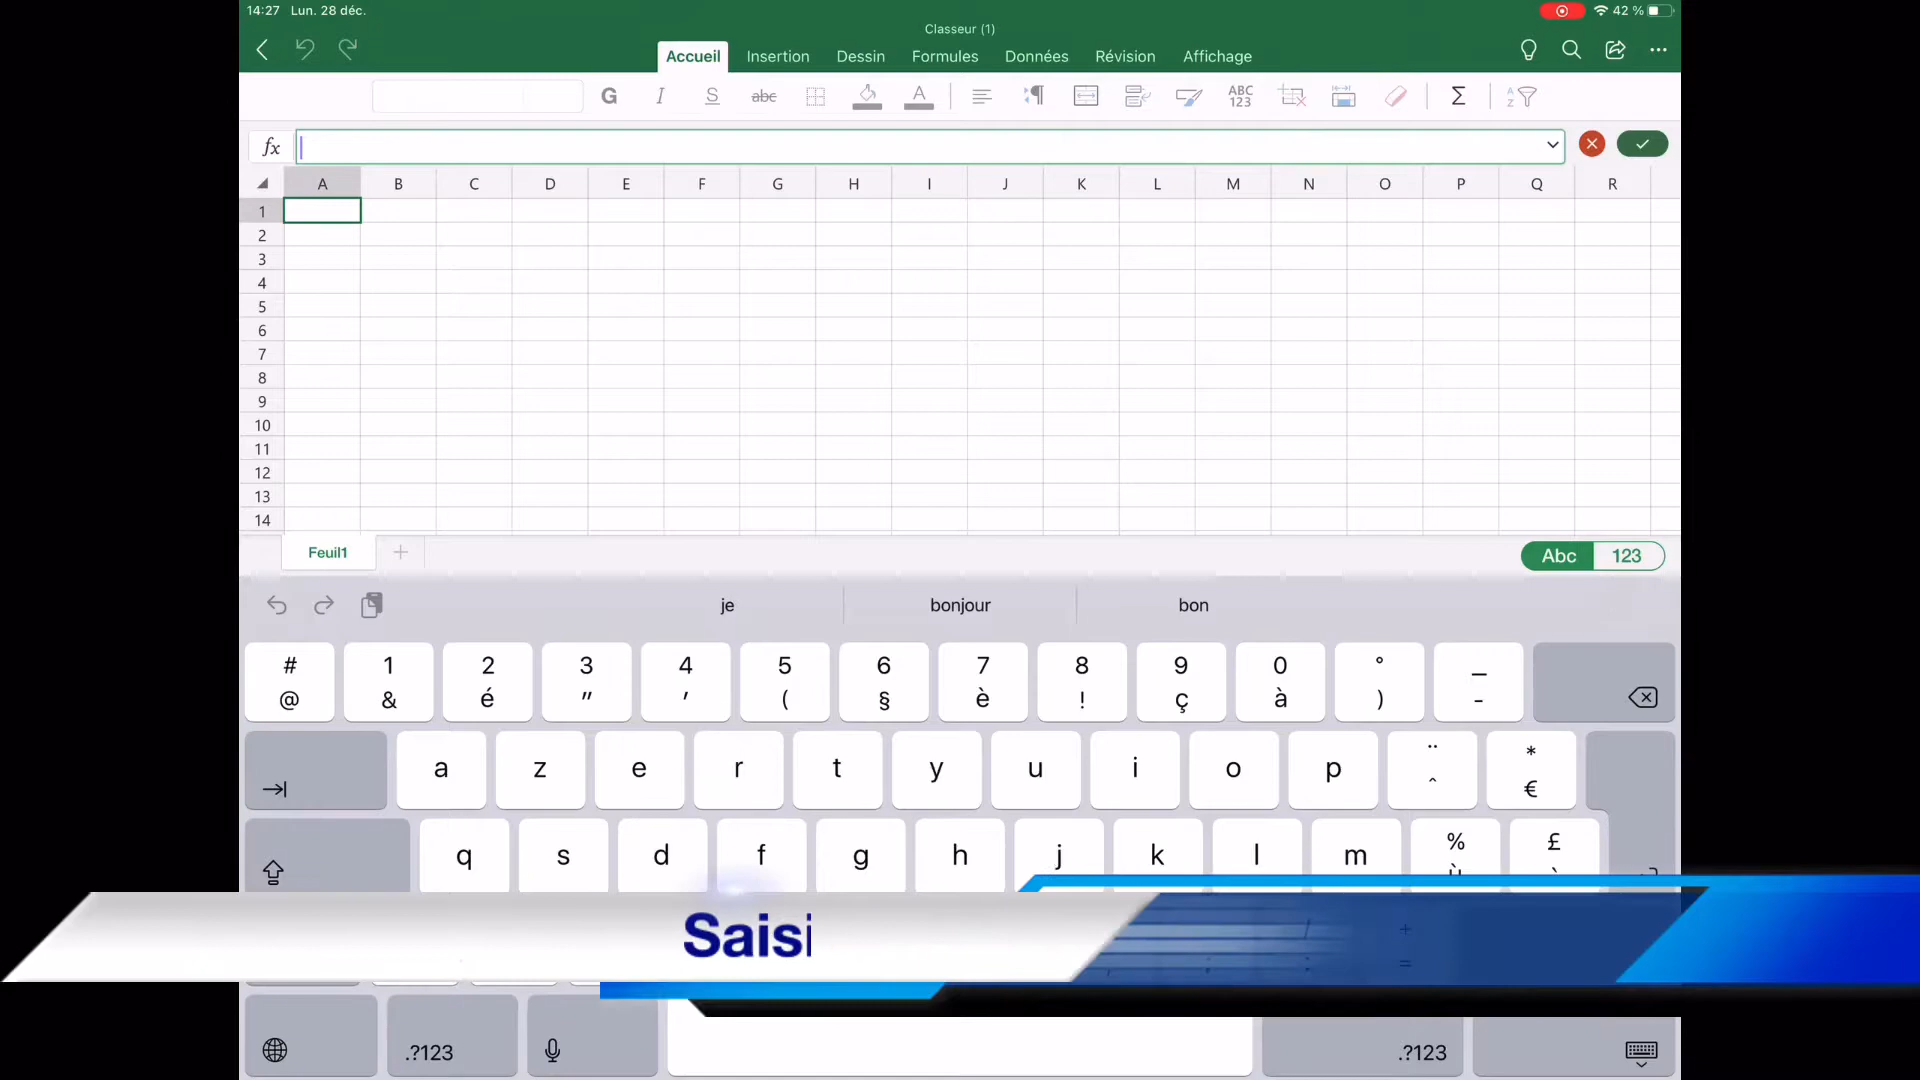 14:27 Lun. 28 déc.
42 %
Classeur (1)
Accueil Insertion Dessin Formules Données Révision Affichage
G I S abc A ABC 123 Σ A Z
fx
A B C D E F G H I J K L M N O P Q R
1
2
3
4
5
6
7
8
9
10
11
12
13
14
Feuil1 +
Abc 123
je bonjour bon
# 1 2 3 4 5 6 7 8 9 0 ° _
@ & é " ' ( § è ! ç à ) -
a z e r t y u i o p ¨ ^ * €
q s d f g h j k l m % ù £ `
Saisi
.?123 .?123